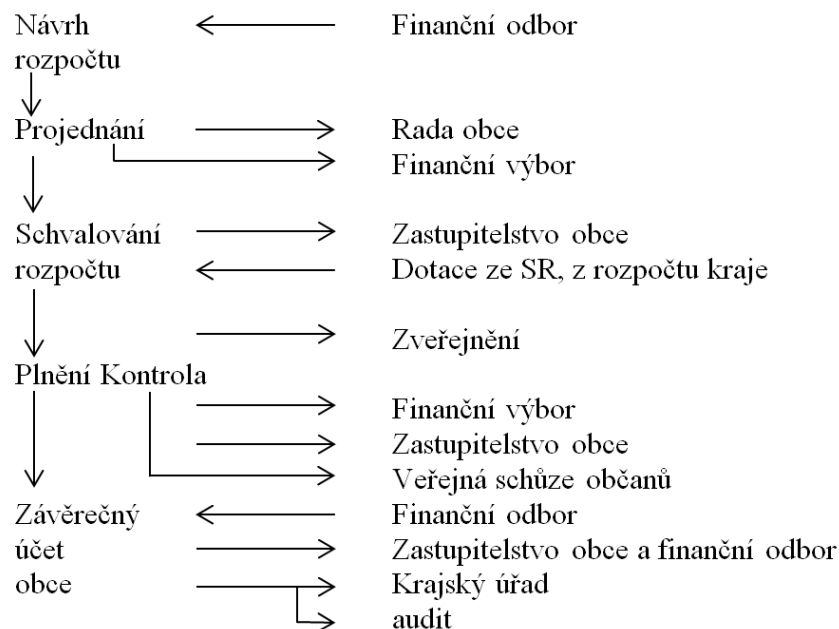 Návrh Finanční odbor
rozpočtu
Projednání Rada obce
Finanční výbor
Schvalování Zastupitelstvo obce
rozpočtu Dotace ze SR, z rozpočtu kraje
Zveřejnění
Plnění Kontrola
Finanční výbor
Zastupitelstvo obce
Veřejná schůze občanů
Závěrečný Finanční odbor
účet Zastupitelstvo obce a finanční odbor
obce Krajský úřad
audit